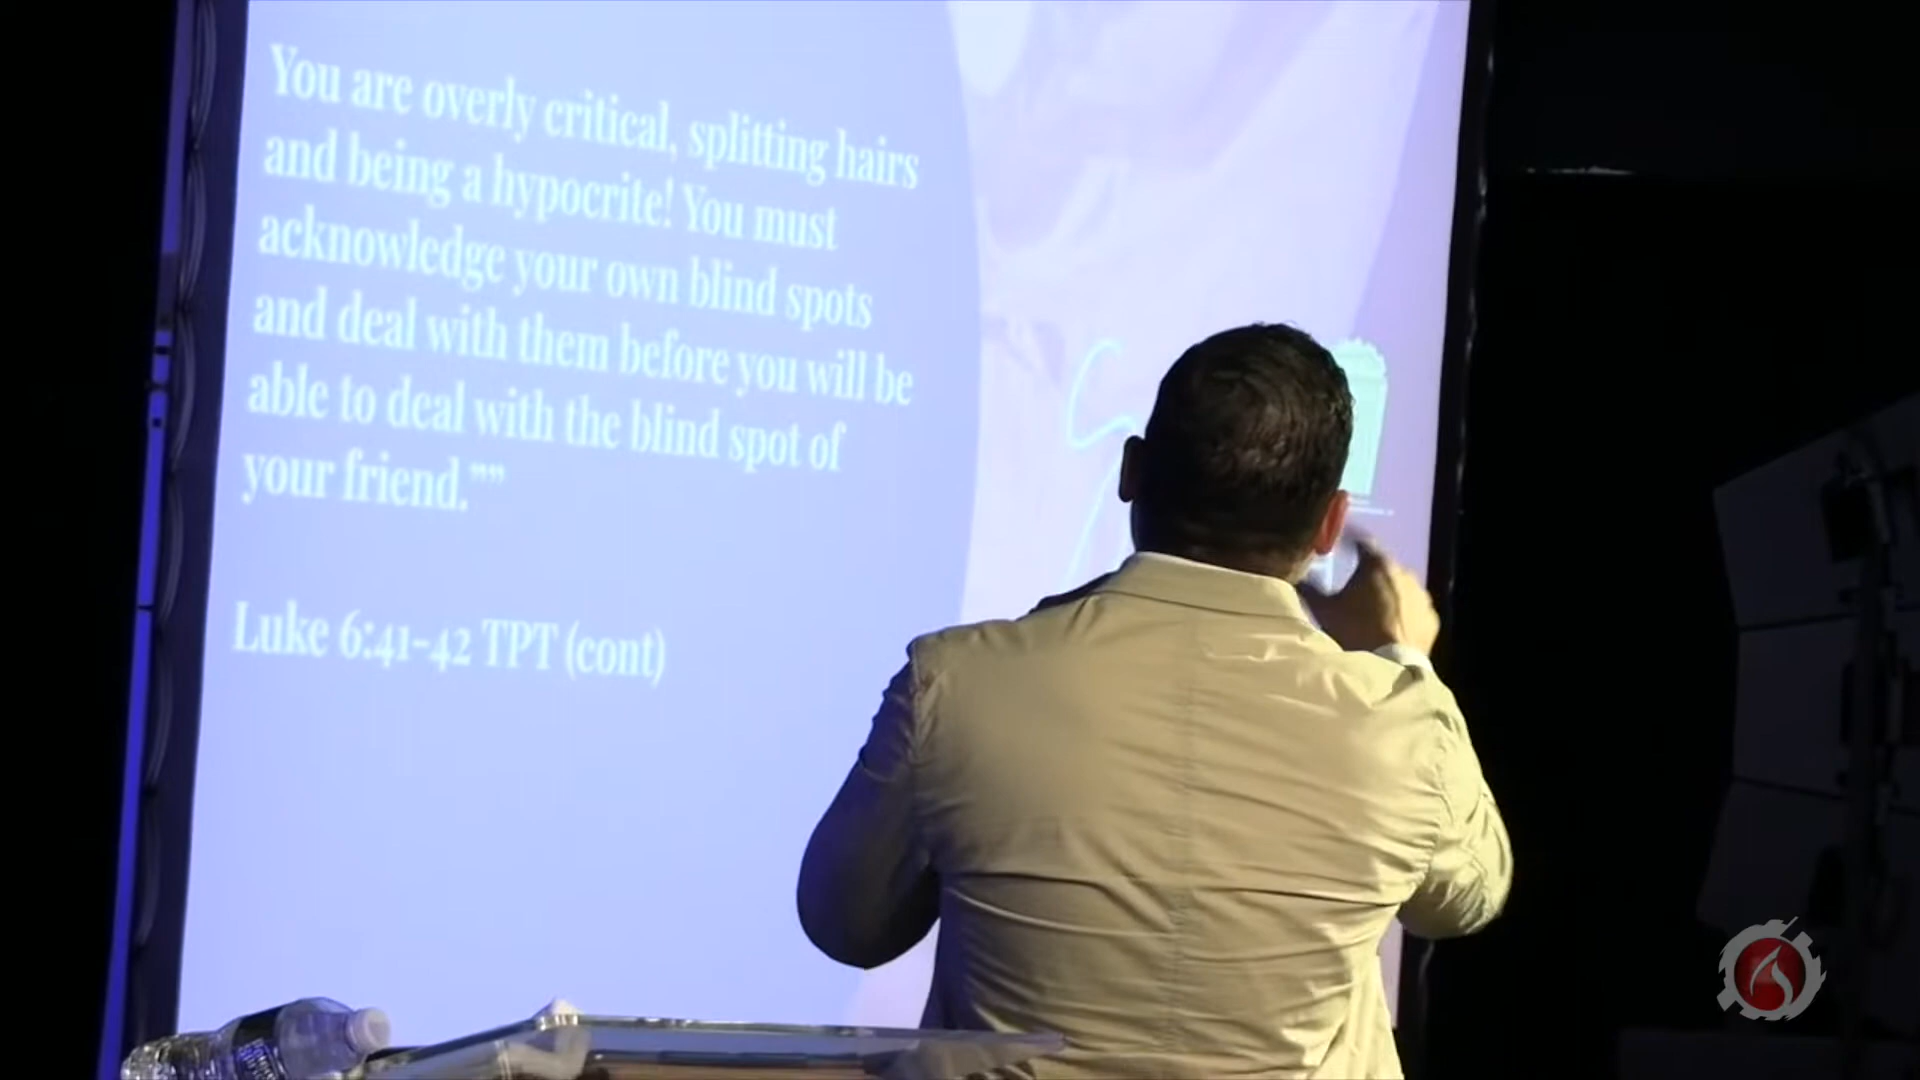 You are overly critical, splitting hairs
and being a hypocrite! You must
acknowledge your own blind spots
and deal with them before you will be
able to deal with the blind spot of
your friend.””
Luke 6:41-42 TPT (cont)